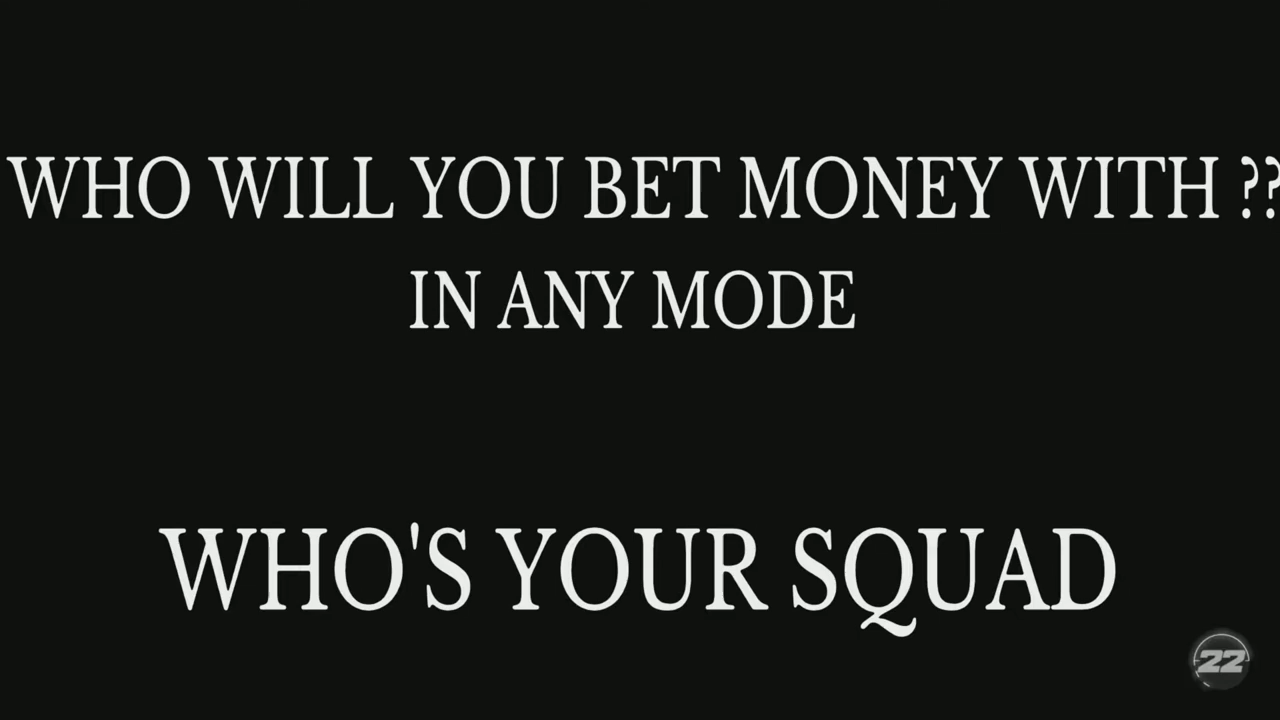 WHO WILL YOU BET MONEY WITH ??
IN ANY MODE
WHO'S YOUR SQUAD
22